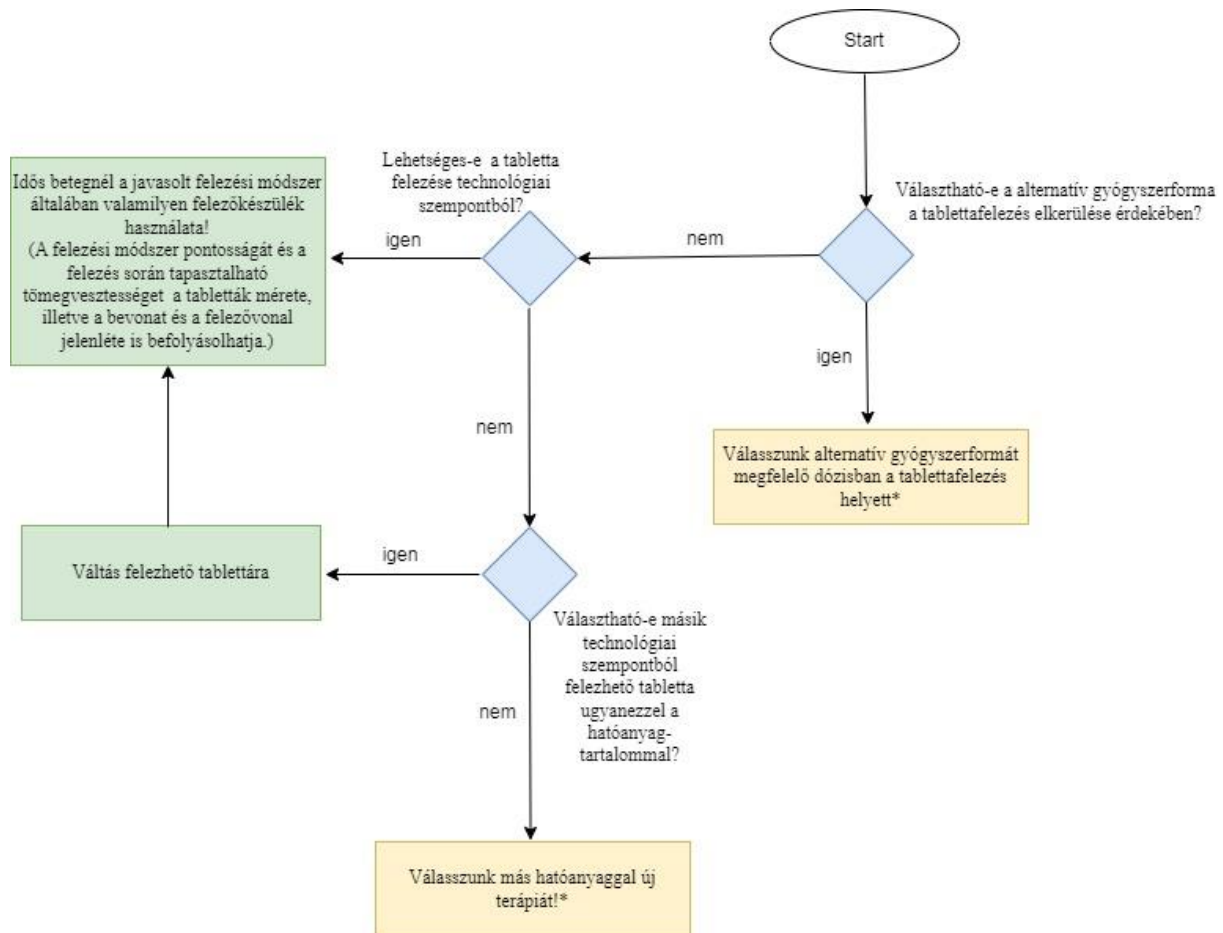 Start
Választható-e a alternatív gyógyszerforma
a tablettafelezés elkerülése érdekében?
nem
igen
Lehetséges-e a tabletta
felezése technológiai
szempontból?
igen
nem
Idős betegnél a javasolt felezési módszer
általában valamilyen felezőkészülék
használata!
(A felezési módszer pontosságát és a
felezés során tapasztalható
tömegvesztességet a tabletták mérete,
illetve a bevonat és a felezővonal
jelenléte is befolyásolhatja.)
Válasszunk alternatív gyógyszerformát
megfelelő dózisban a tablettafelezés
helyett*
Váltás felezhető tablettára
igen
Választható-e másik
technológiai
szempontból
felezhető tabletta
ugyanezzel a
hatóanyag-
tartalommal?
nem
Válasszunk más hatóanyaggal új
terápiát!*